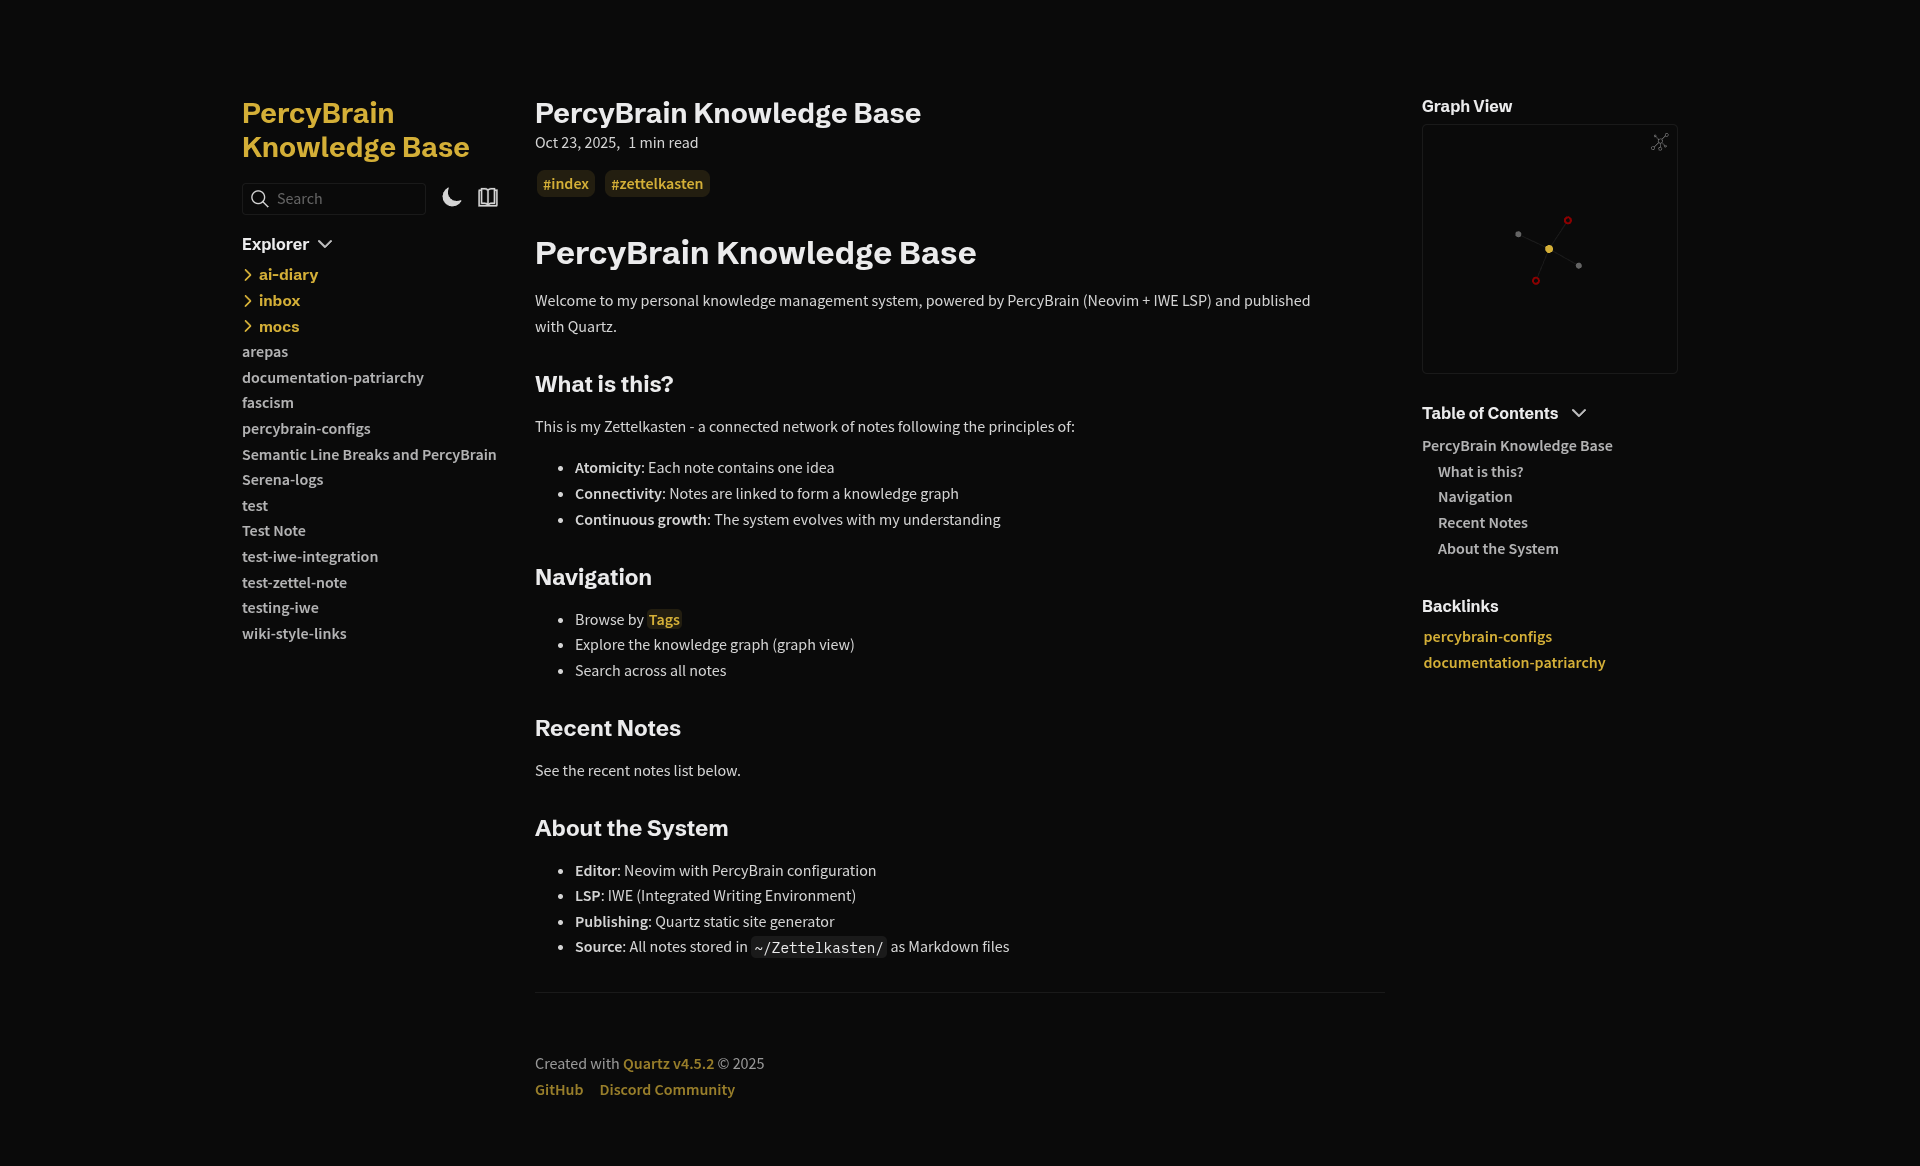 PercyBrain
Knowledge Base
Search
Explorer
ai-diary
inbox
mocs
arepas
documentation-patriarchy
fascism
percybrain-configs
Semantic Line Breaks and PercyBrain
Serena-logs
test
Test Note
test-iwe-integration
test-zettel-note
testing-iwe
wiki-style-links
PercyBrain Knowledge Base
Oct 23, 2025, 1 min read
#index #zettelkasten
PercyBrain Knowledge Base
Welcome to my personal knowledge management system, powered by PercyBrain (Neovim + IWE LSP) and published
with Quartz.
What is this?
This is my Zettelkasten - a connected network of notes following the principles of:
• Atomicity: Each note contains one idea
• Connectivity: Notes are linked to form a knowledge graph
• Continuous growth: The system evolves with my understanding
Navigation
• Browse by Tags
• Explore the knowledge graph (graph view)
• Search across all notes
Recent Notes
See the recent notes list below.
About the System
• Editor: Neovim with PercyBrain configuration
• LSP: IWE (Integrated Writing Environment)
• Publishing: Quartz static site generator
• Source: All notes stored in ~/Zettelkasten/ as Markdown files
Created with Quartz v4.5.2 © 2025
GitHub Discord Community
Graph View
Table of Contents
PercyBrain Knowledge Base
What is this?
Navigation
Recent Notes
About the System
Backlinks
percybrain-configs
documentation-patriarchy